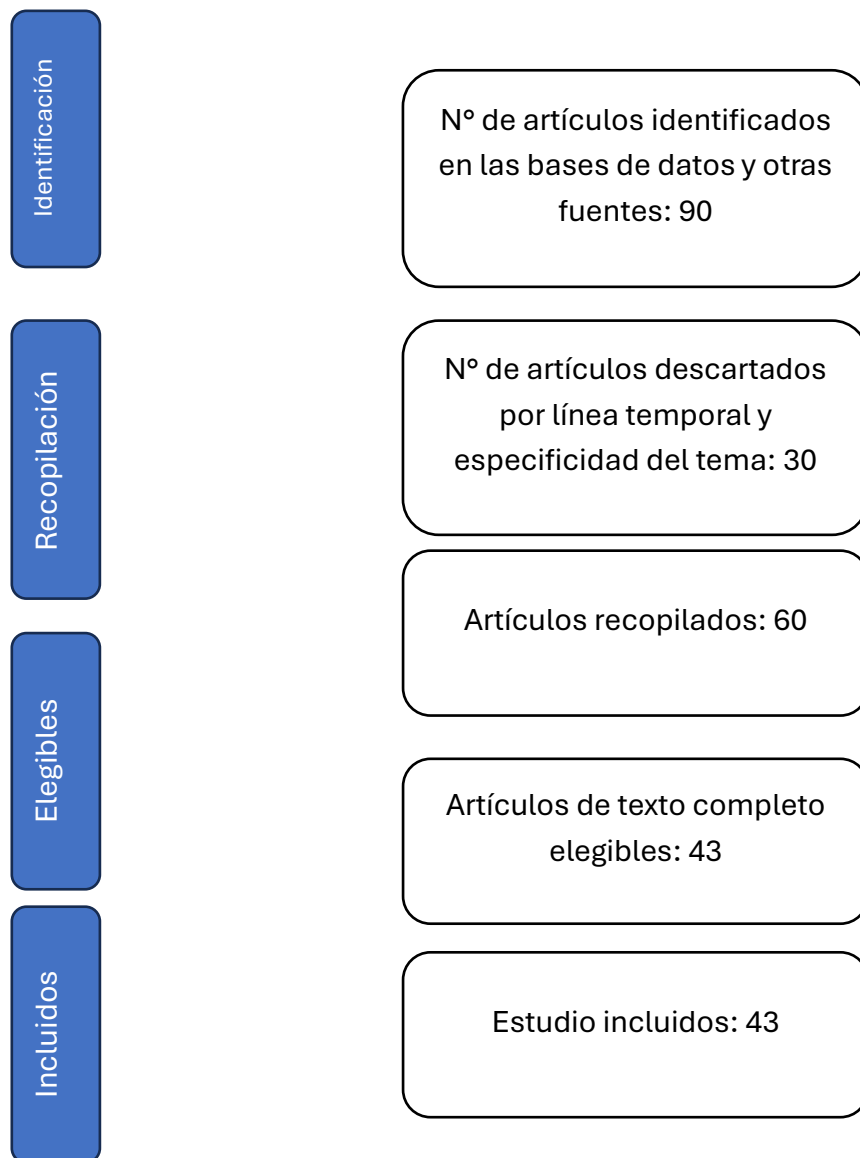 Identificación
N° de artículos identificados
en las bases de datos y otras
fuentes: 90
Recopilación
N° de artículos descartados
por línea temporal y
especificidad del tema: 30
Artículos recopilados: 60
Elegibles
Artículos de texto completo
elegibles: 43
Incluidos
Estudio incluidos: 43